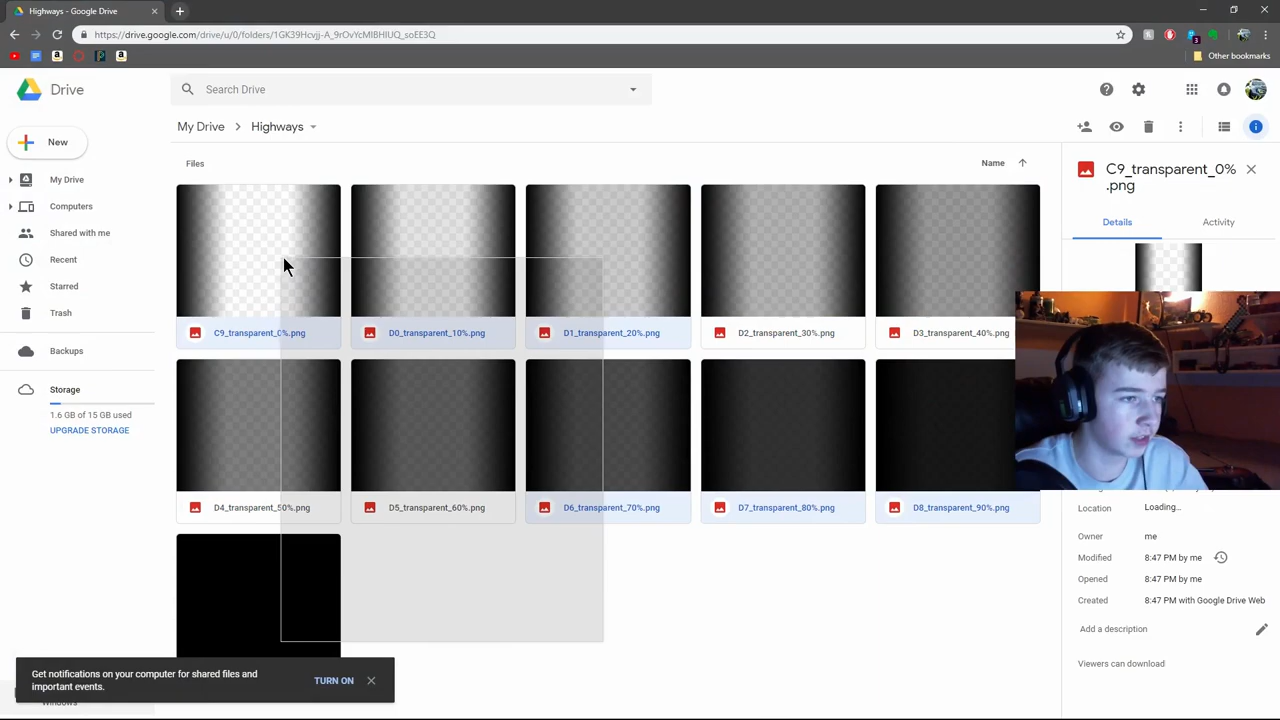 Highways - Google Drive
https://drive.google.com/drive/u/0/folders/1GK39Hcvjj-A_9rOvYcMIBHIUQ_soEE3Q
Other bookmarks
Drive
Search Drive
New
My Drive
Highways
My Drive
Computers
Shared with me
Recent
Starred
Trash
Backups
Storage
1.6 GB of 15 GB used
UPGRADE STORAGE
Files
Name
C9_transparent_0%.png
D0_transparent_10%.png
D1_transparent_20%.png
D2_transparent_30%.png
D3_transparent_40%.png
D4_transparent_50%.png
D5_transparent_60%.png
D6_transparent_70%.png
D7_transparent_80%.png
D8_transparent_90%.png
C9_transparent_0%
.png
Details
Activity
Location
Loading...
Owner
me
Modified
8:47 PM by me
Opened
8:47 PM by me
Created
8:47 PM with Google Drive Web
Add a description
Viewers can download
Get notifications on your computer for shared files and
important events.
TURN ON
Windows